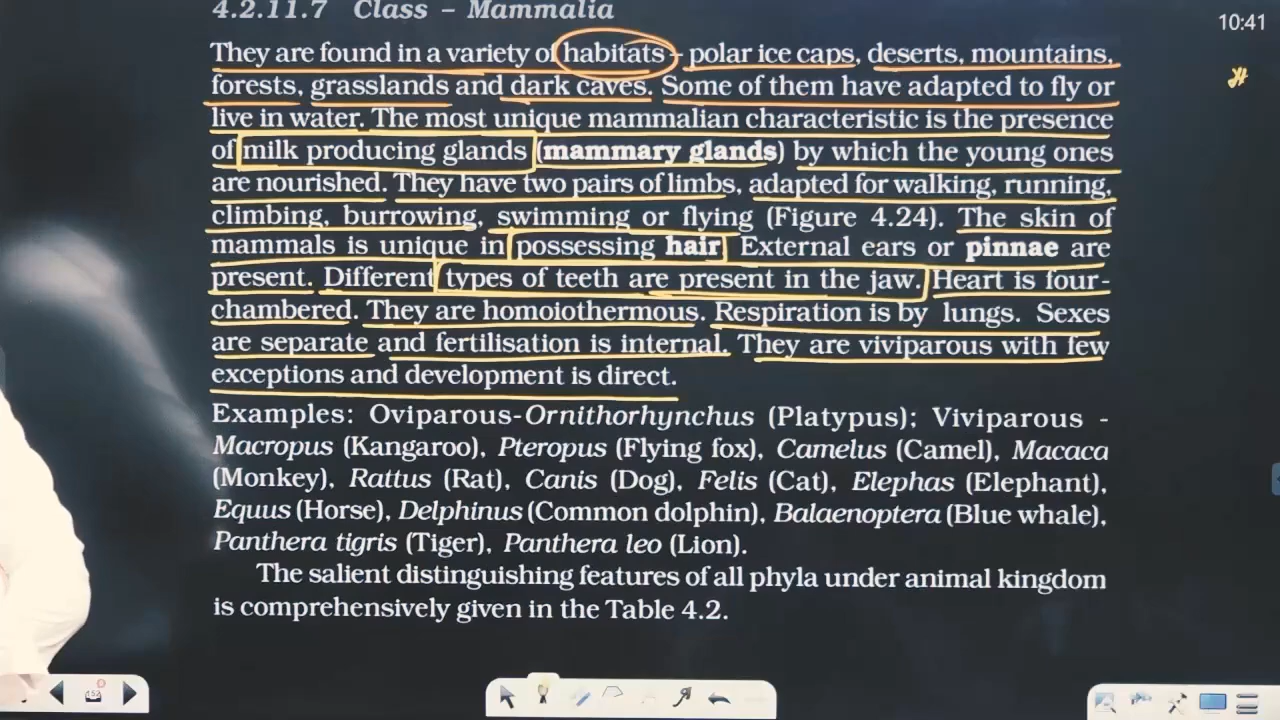 4.2.11.7 Class – Mammalia
10:41
They are found in a variety of habitats - polar ice caps, deserts, mountains,
forests, grasslands and dark caves. Some of them have adapted to fly or
live in water. The most unique mammalian characteristic is the presence
of milk producing glands (mammary glands) by which the young ones
are nourished. They have two pairs of limbs, adapted for walking, running,
climbing, burrowing, swimming or flying (Figure 4.24). The skin of
mammals is unique in possessing hair. External ears or pinnae are
present. Different types of teeth are present in the jaw. Heart is four-
chambered. They are homoiothermous. Respiration is by lungs. Sexes
are separate and fertilisation is internal. They are viviparous with few
exceptions and development is direct.
Examples: Oviparous-Ornithorhynchus (Platypus); Viviparous -
Macropus (Kangaroo), Pteropus (Flying fox), Camelus (Camel), Macaca
(Monkey), Rattus (Rat), Canis (Dog), Felis (Cat), Elephas (Elephant),
Equus (Horse), Delphinus (Common dolphin), Balaenoptera (Blue whale),
Panthera tigris (Tiger), Panthera leo (Lion).
The salient distinguishing features of all phyla under animal kingdom
is comprehensively given in the Table 4.2.